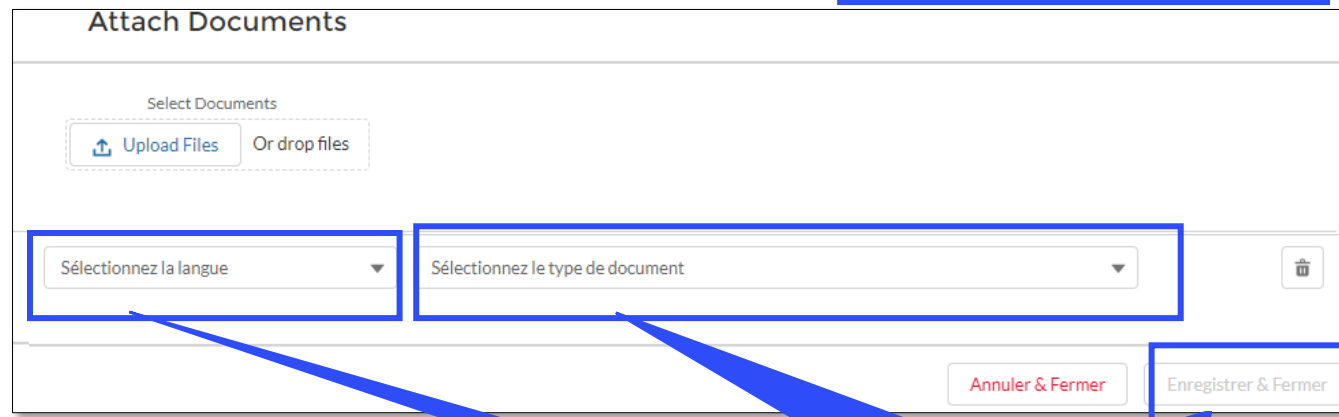 Attach Documents
Select Documents
Upload Files Or drop files
Sélectionnez la langue Sélectionnez le type de document
Annuler & Fermer Enregistrer & Fermer